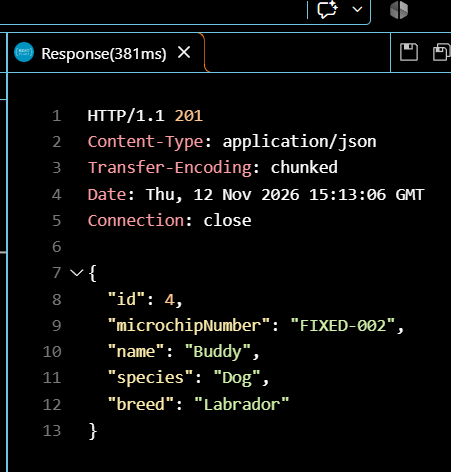 Response(381ms)
1 HTTP/1.1 201
2 Content-Type: application/json
3 Transfer-Encoding: chunked
4 Date: Thu, 12 Nov 2026 15:13:06 GMT
5 Connection: close
6
7 {
8 "id": 4,
9 "microchipNumber": "FIXED-002",
10 "name": "Buddy",
11 "species": "Dog",
12 "breed": "Labrador"
13 }